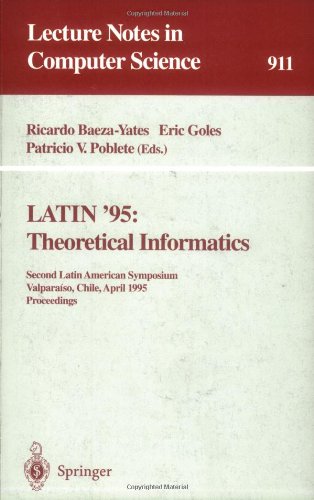 Lecture Notes in
Computer Science 911
Ricardo Baeza-Yates Eric Goles
Patricio V. Poblete (Eds.)
LATIN '95:
Theoretical Informatics
Second Latin American Symposium
Valparaíso, Chile, April 1995
Proceedings
Springer